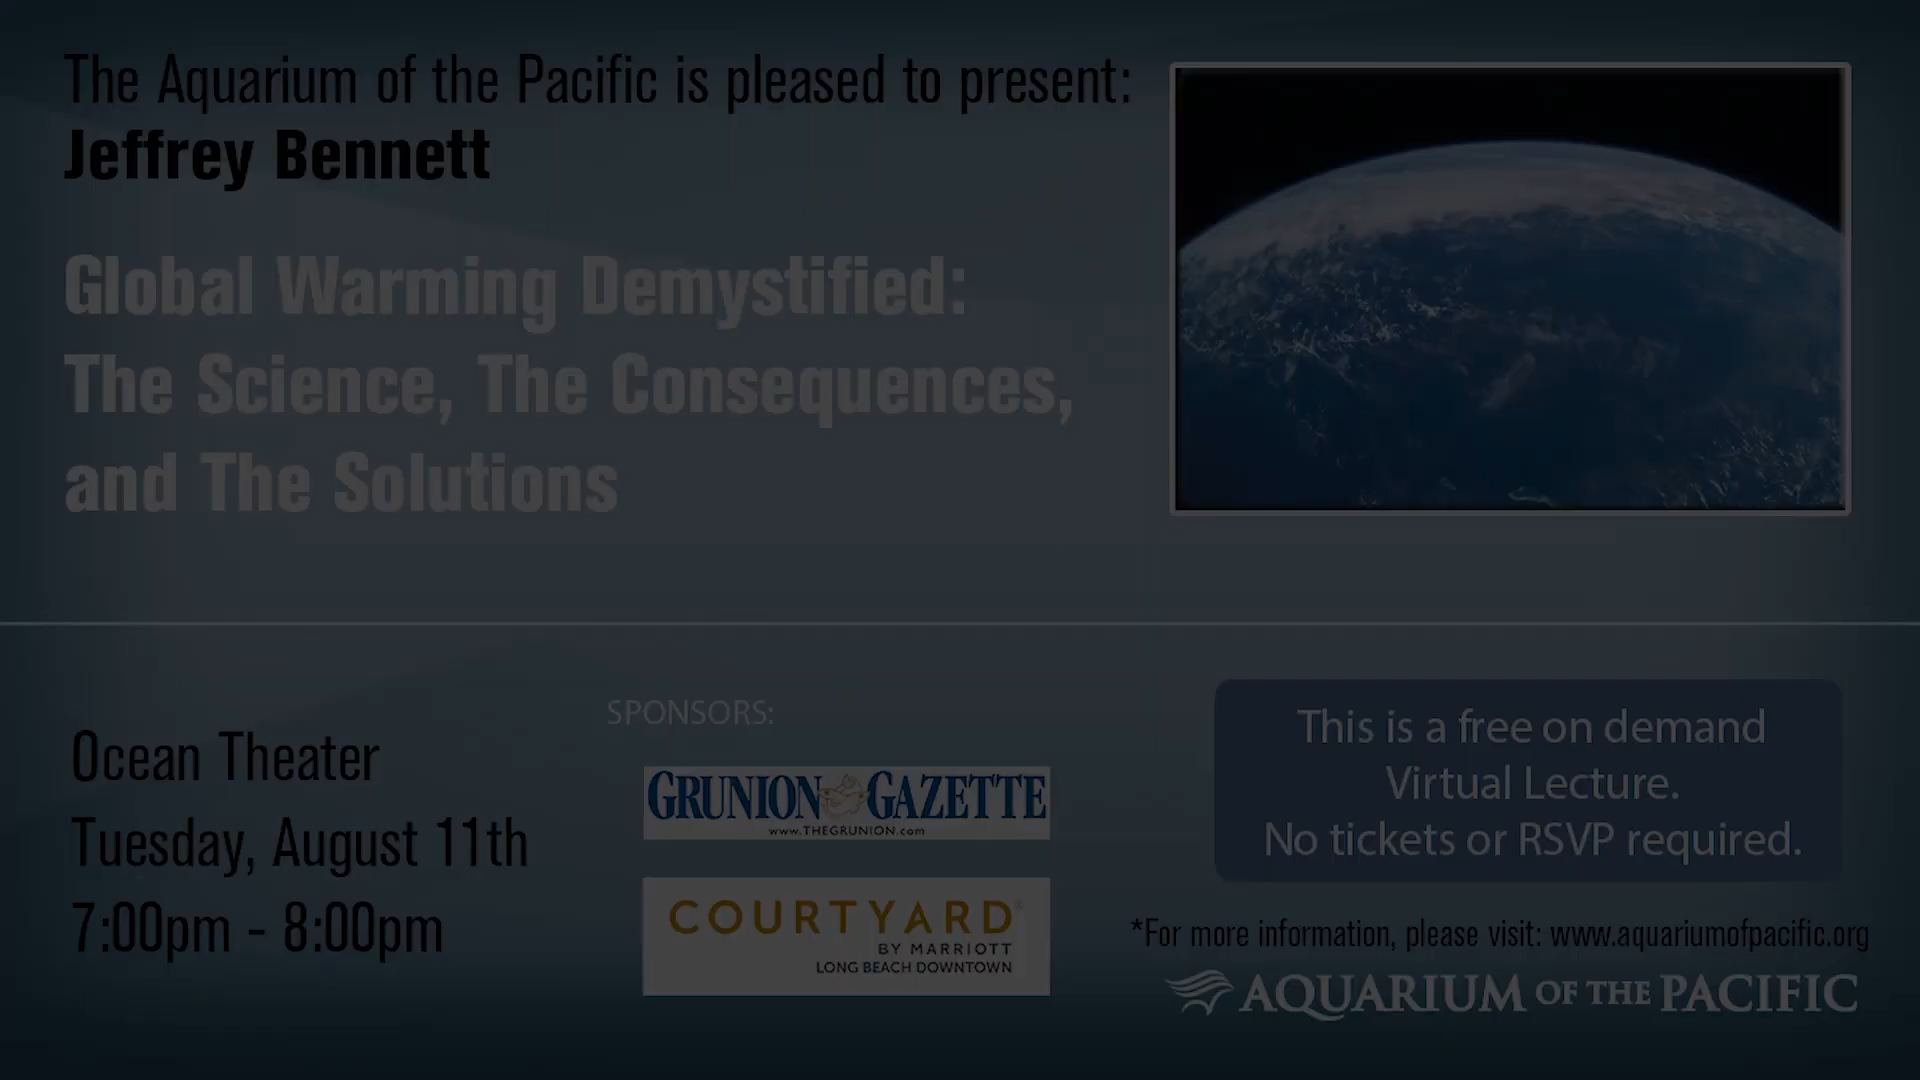 The Aquarium of the Pacific is pleased to present:
Jeffrey Bennett
Global Warming Demystified:
The Science, The Consequences,
and The Solutions
Ocean Theater
Tuesday, August 11th
7:00pm - 8:00pm
SPONSORS:
GRUNION GAZETTE
www.THEGRUNION.com
COURTYARD®
BY MARRIOTT
LONG BEACH DOWNTOWN
This is a free on demand
Virtual Lecture.
No tickets or RSVP required.
*For more information, please visit: www.aquariumofpacific.org
AQUARIUM OF THE PACIFIC